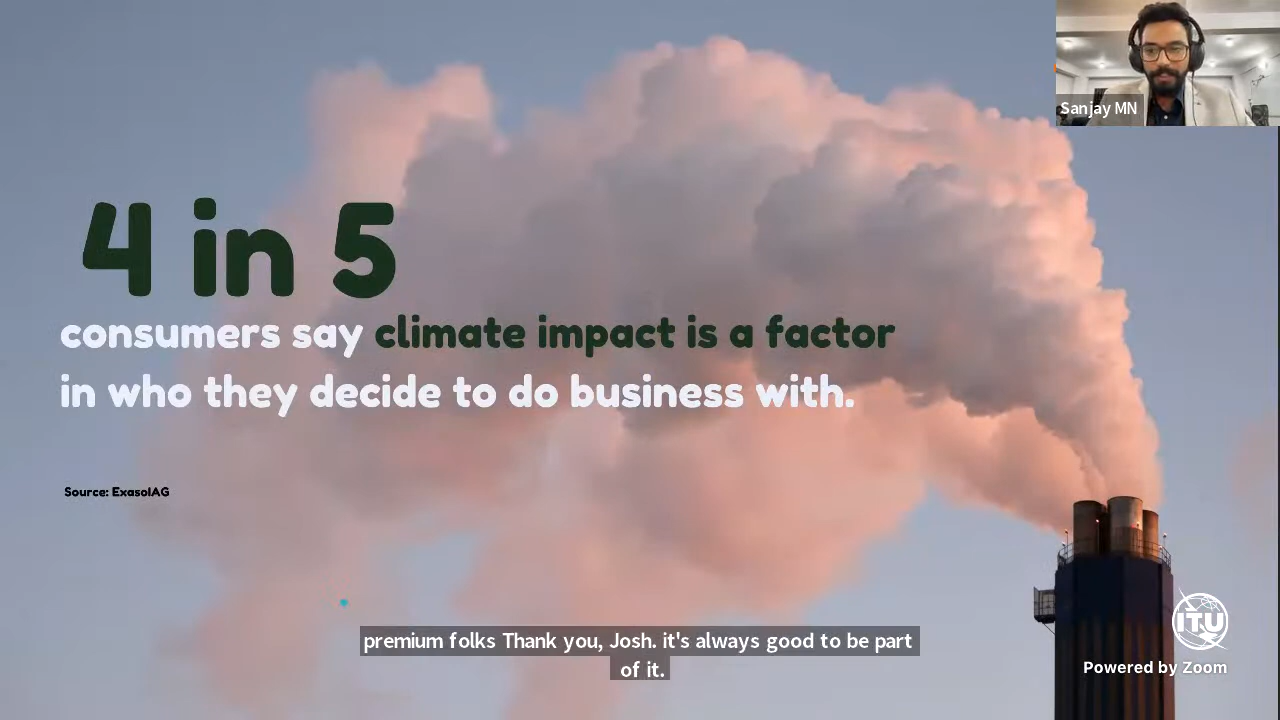 Sanjay MN
4 in 5
consumers say climate impact is a factor
in who they decide to do business with.
Source: ExasolAG
premium folks Thank you, Josh. it's always good to be part
of it.
ITU
Powered by Zoom